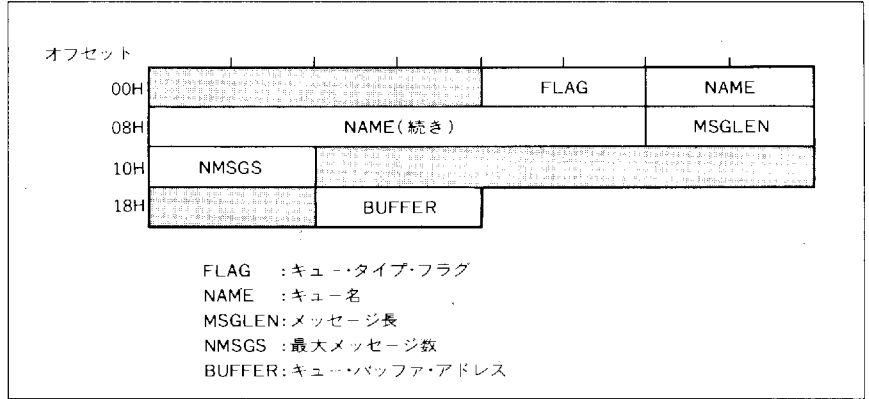 オフセット
00H FLAG NAME
08H NAME(続き) MSGLEN
10H NMSGS
18H BUFFER
FLAG :キュー・タイプ・フラグ
NAME :キュー名
MSGLEN:メッセージ長
NMSGS :最大メッセージ数
BUFFER:キュー・バッファ・アドレス